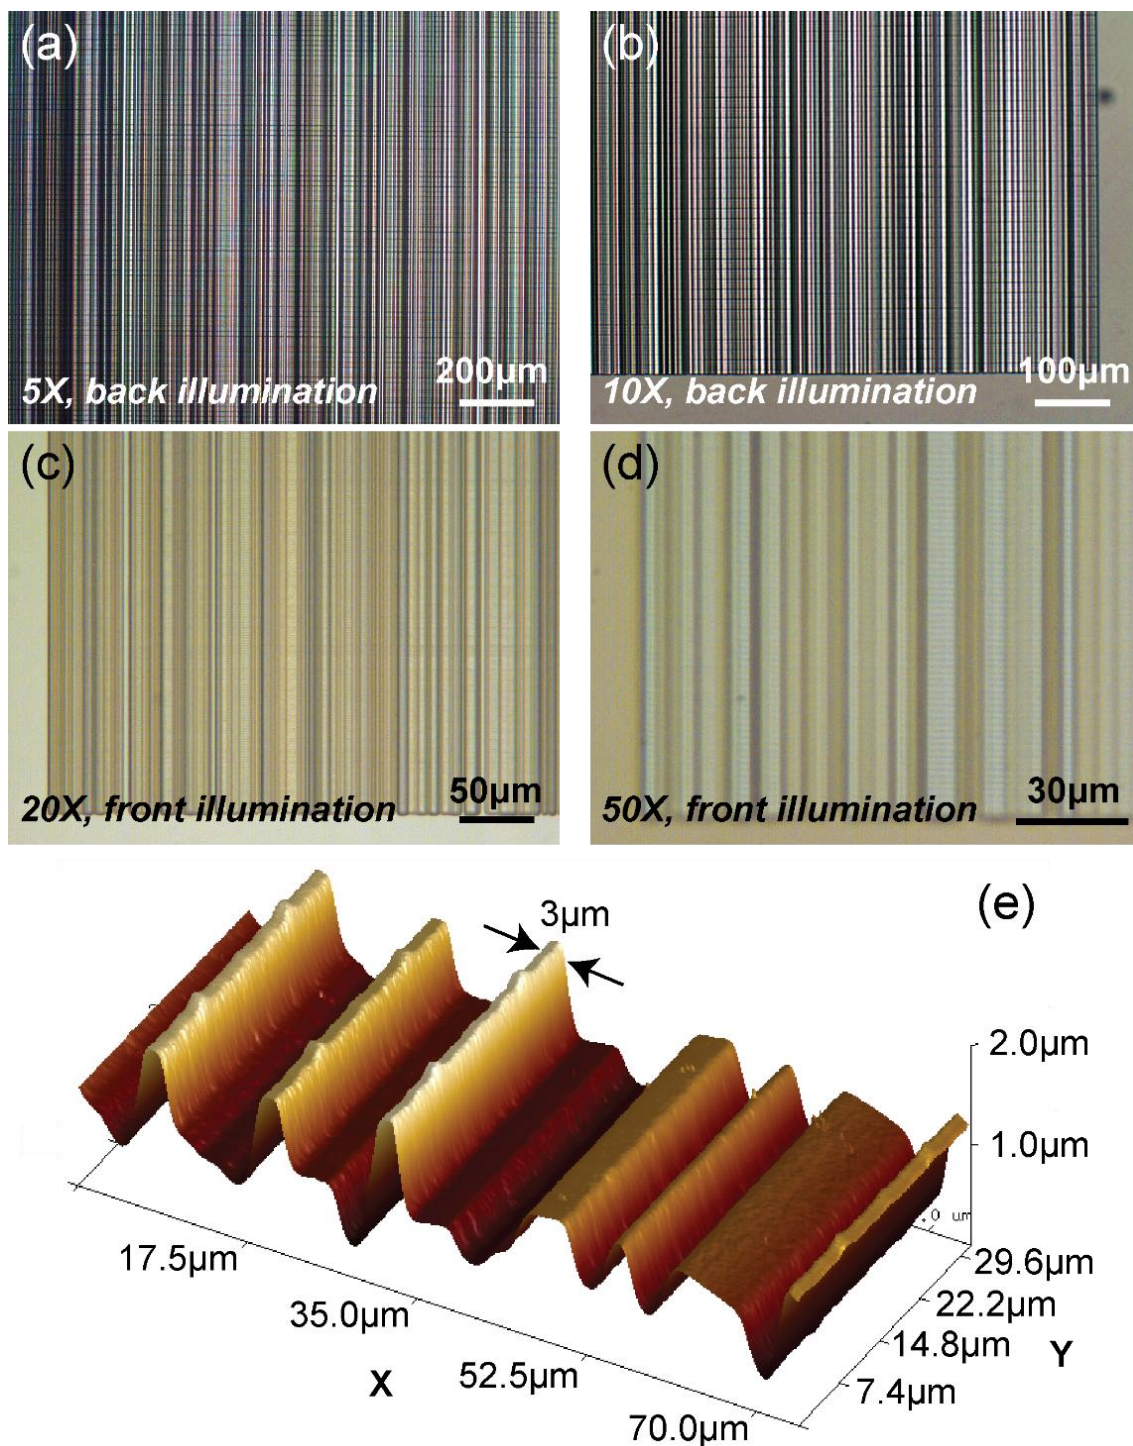 (a)
5X, back illumination
200μm
(b)
10X, back illumination
100μm
(c)
20X, front illumination
50μm
(d)
50X, front illumination
30μm
(e)
3μm
2.0μm
1.0μm
29.6μm
22.2μm
14.8μm
7.4μm
Y
17.5μm
35.0μm
52.5μm
70.0μm
X